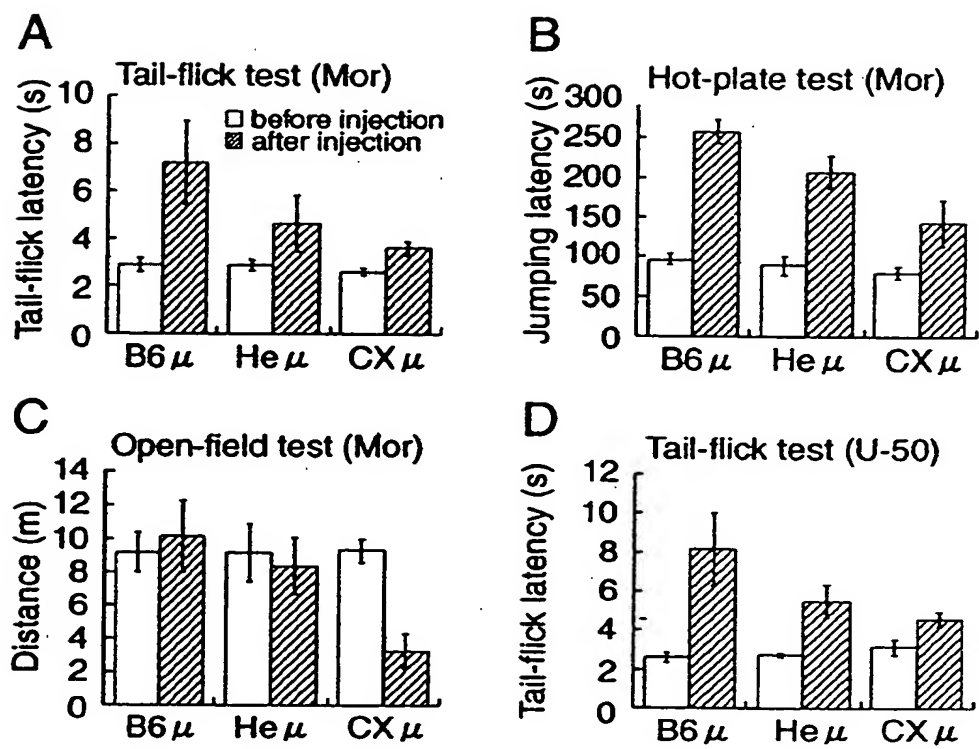 A
Tail-flick test (Mor)
Tail-flick latency (s)
10
8
6
4
2
0
before injection
after injection
B6 μ
He μ
CX μ
B
Hot-plate test (Mor)
Jumping latency (s)
300
250
200
150
100
50
0
B6 μ
He μ
CX μ
C
Open-field test (Mor)
Distance (m)
14
12
10
8
6
4
2
0
B6 μ
He μ
CX μ
D
Tail-flick test (U-50)
Tail-flick latency (s)
12
10
8
6
4
2
0
B6 μ
He μ
CX μ